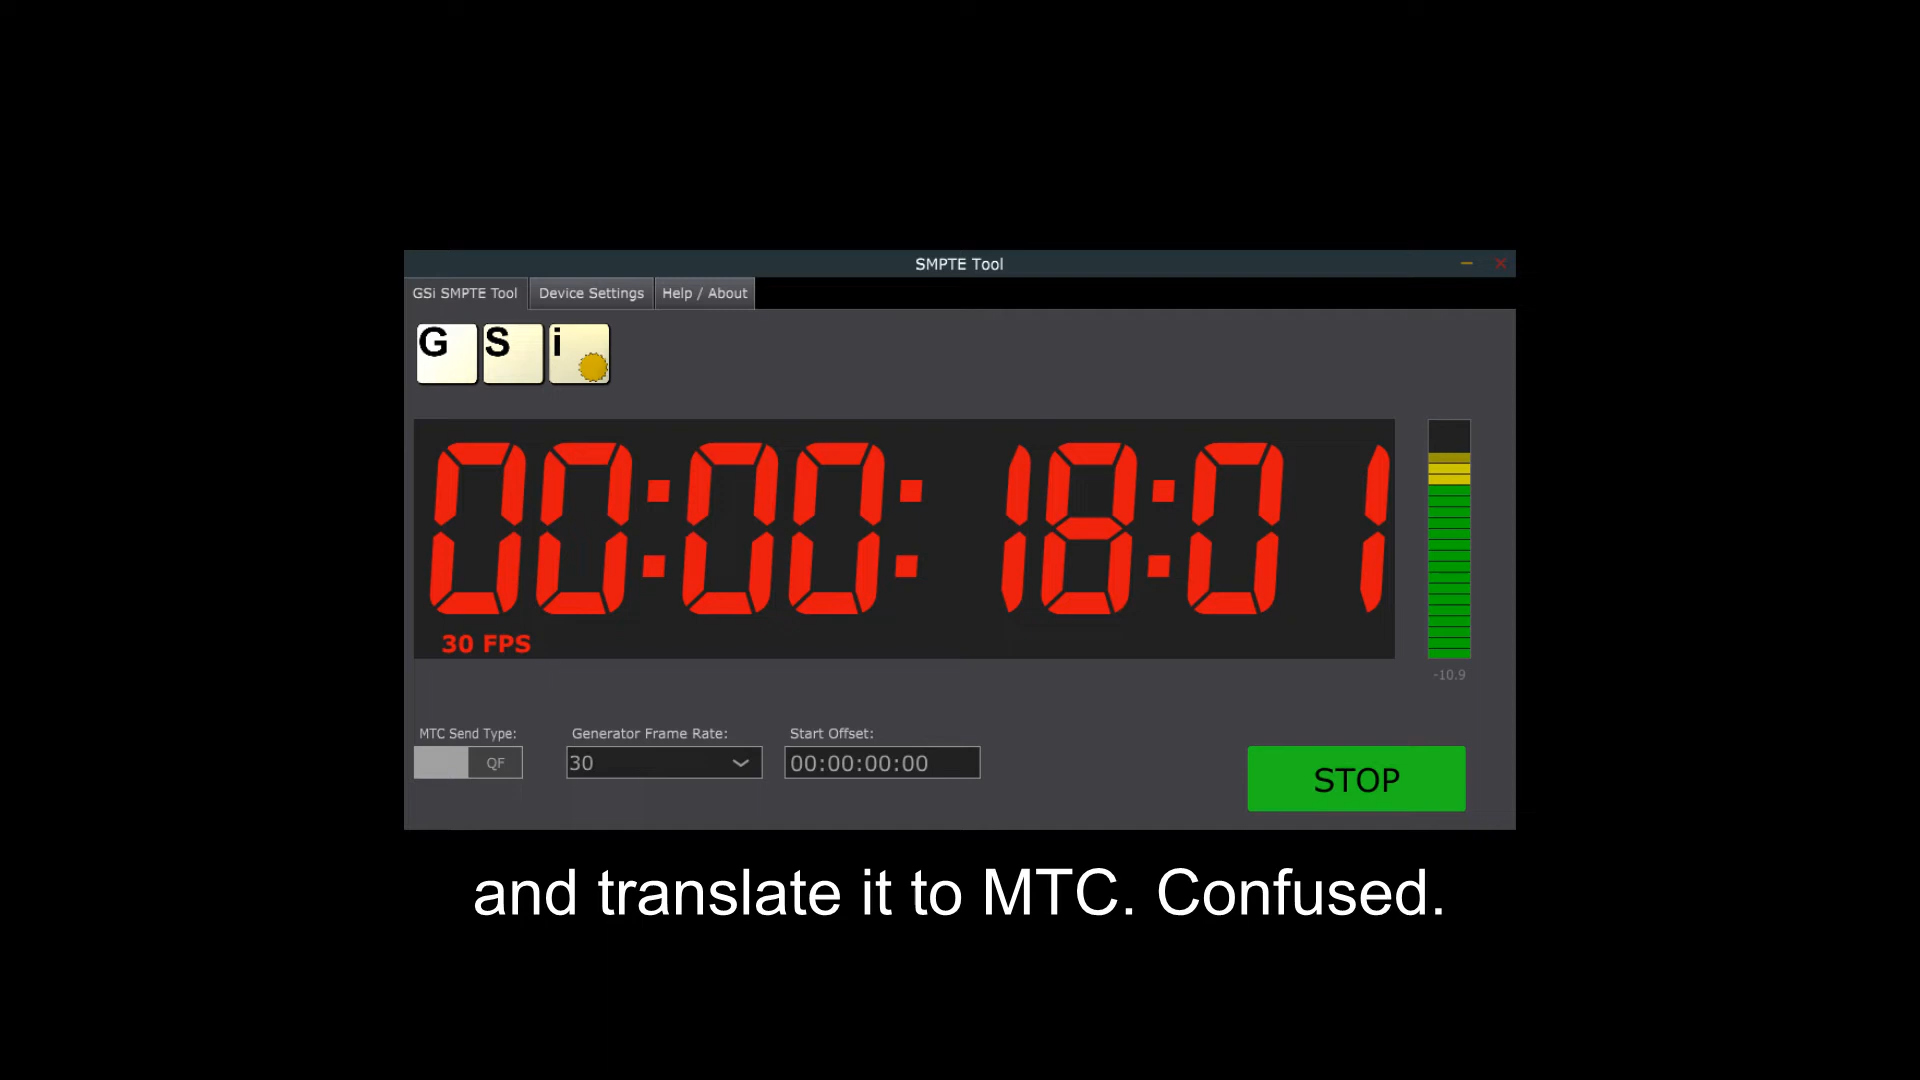 SMPTE Tool
GSi SMPTE Tool Device Settings Help / About
G S i
00:00:18:01
30 FPS
-10.9
MTC Send Type: Generator Frame Rate: Start Offset:
QF 30 00:00:00:00
STOP
and translate it to MTC. Confused.